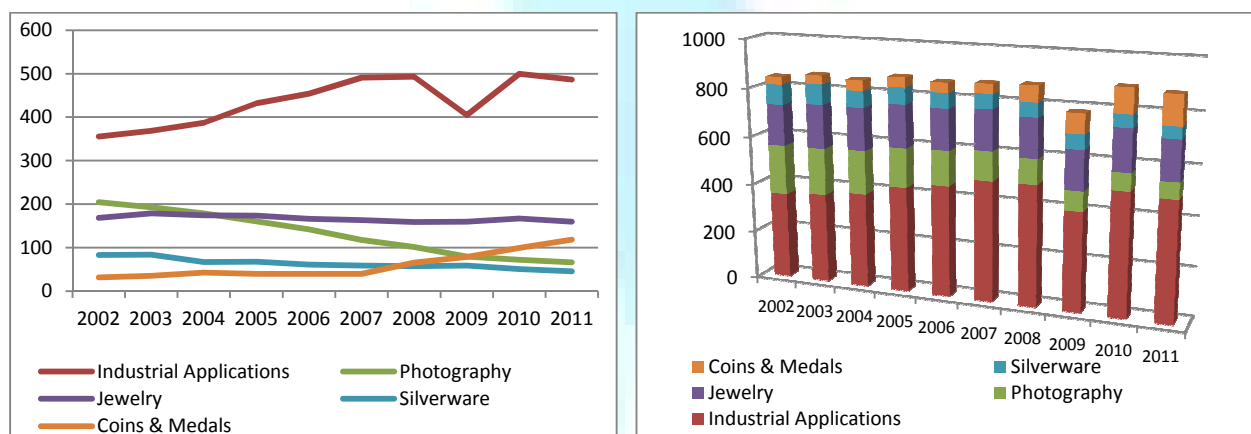 600
500
400
300
200
100
0
2002 2003 2004 2005 2006 2007 2008 2009 2010 2011
Industrial Applications Photography
Jewelry Silverware
Coins & Medals
1000
800
600
400
200
0
2002 2003 2004 2005 2006 2007 2008 2009 2010 2011
Coins & Medals Silverware
Jewelry Photography
Industrial Applications